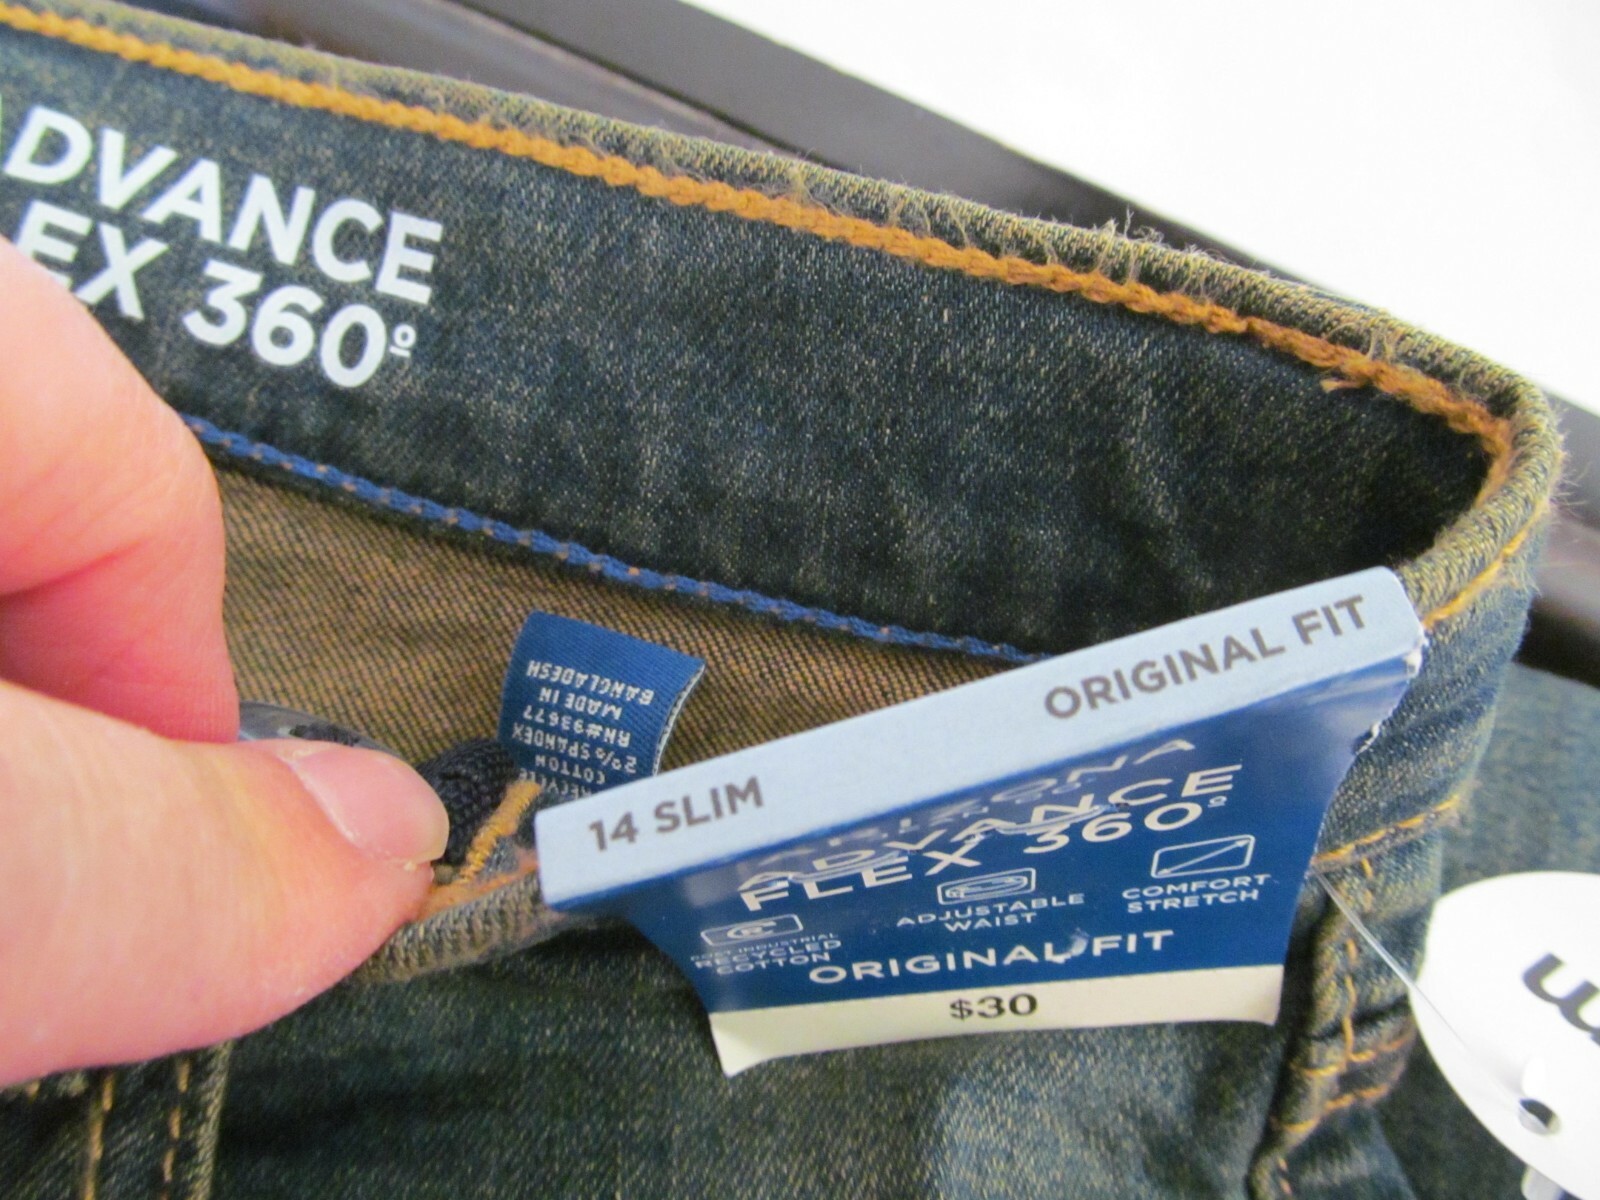 DVANCE
EX 360°
BANGLADESH
MADE IN
RN#93677
2% SPANDEX
COTTON
14 SLIM
ORIGINAL FIT
ADVANCE
FLEX 360°
ADJUSTABLE
WAIST
COMFORT
STRETCH
RECYCLED
COTTON
ORIGINAL FIT
$30